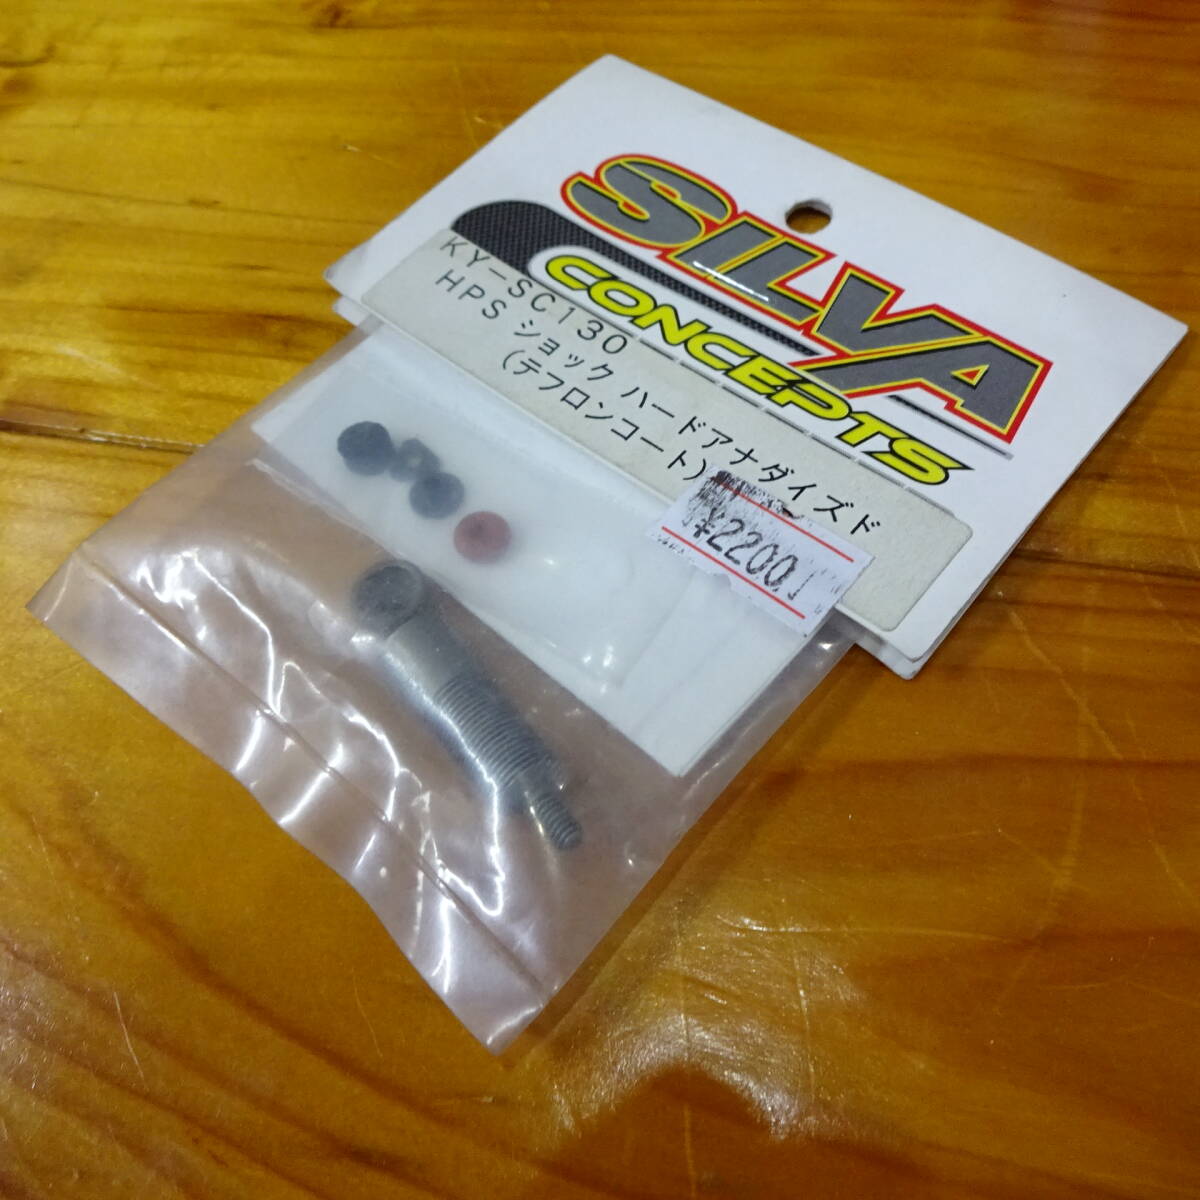 SILVA
CONCEPTS
KY-SC130
HPS ショック ハードアナダイズド
(テフロンコート)
¥2200